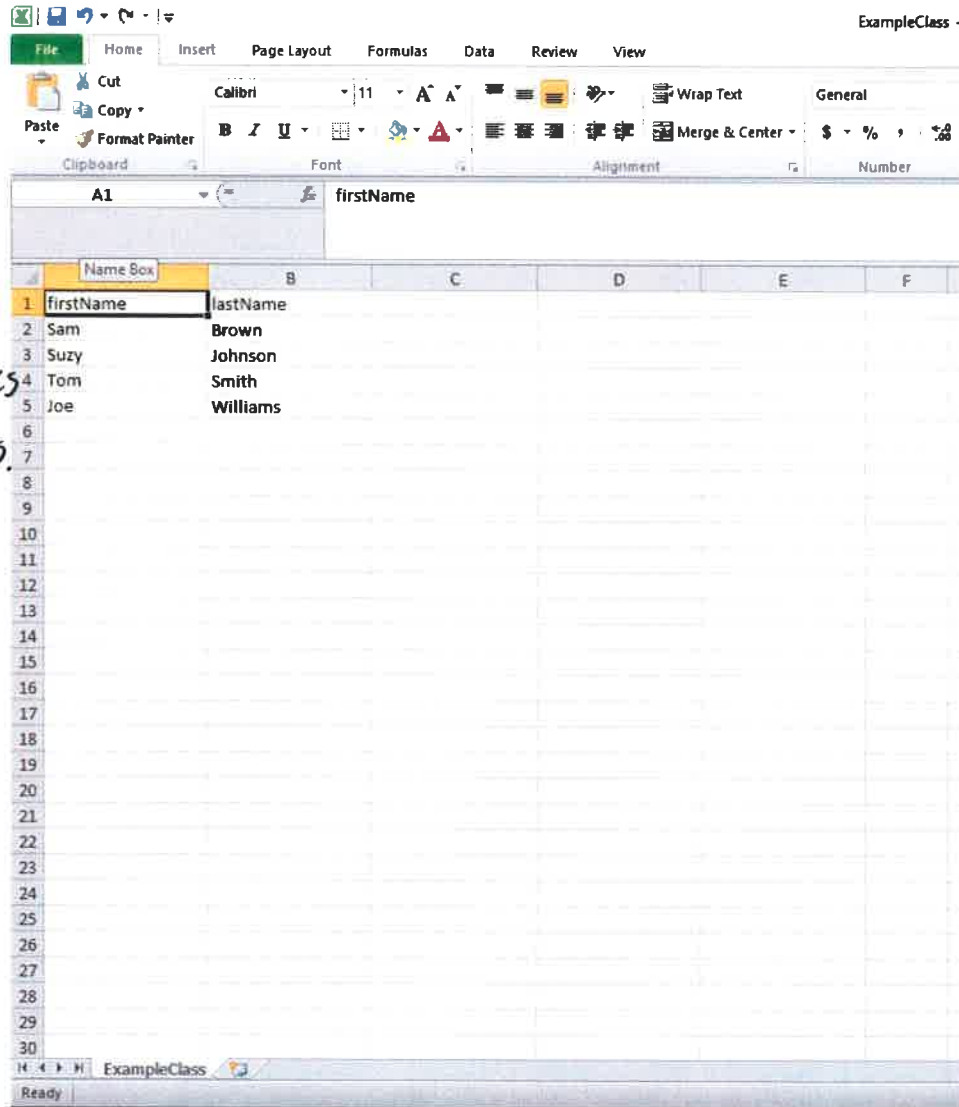 ExampleClass -
File Home Insert Page Layout Formulas Data Review View
Cut
Copy
Paste
Format Painter
Calibri 11 A A Wrap Text General
B I U A Merge & Center $ % , .00
Clipboard Font Alignment Number
A1 fx firstName
Name Box B C D E F
1 firstName lastName
2 Sam Brown
3 Suzy Johnson
4 Tom Smith
5 Joe Williams
6
7
8
9
10
11
12
13
14
15
16
17
18
19
20
21
22
23
24
25
26
27
28
29
30
ExampleClass
Ready